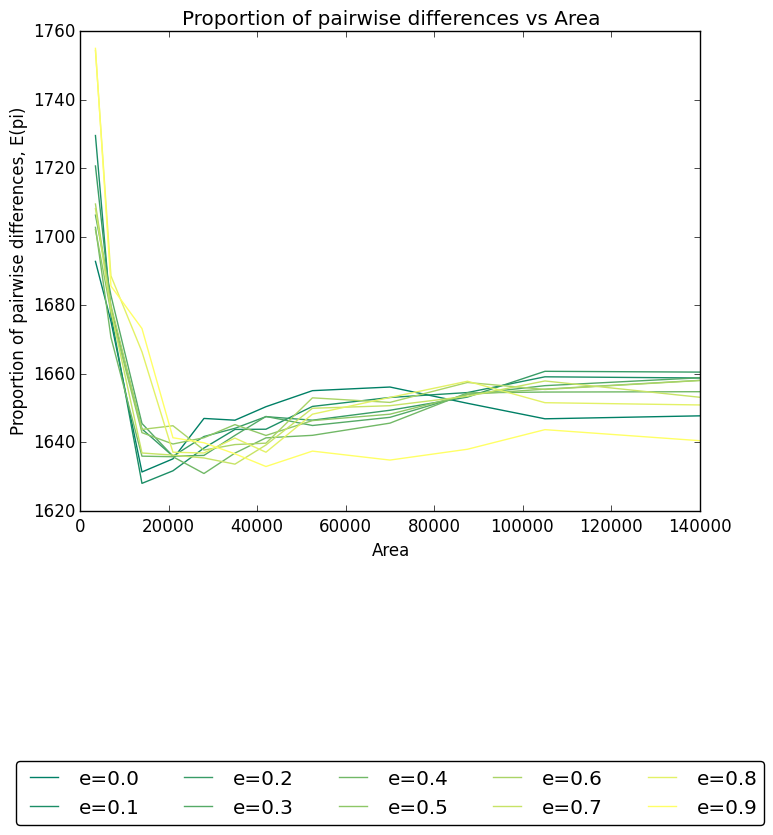 Proportion of pairwise differences vs Area
Proportion of pairwise differences, E(pi)
1760
1740
1720
1700
1680
1660
1640
1620
0 20000 40000 60000 80000 100000 120000 140000
Area
e=0.0 e=0.2 e=0.4 e=0.6 e=0.8
e=0.1 e=0.3 e=0.5 e=0.7 e=0.9